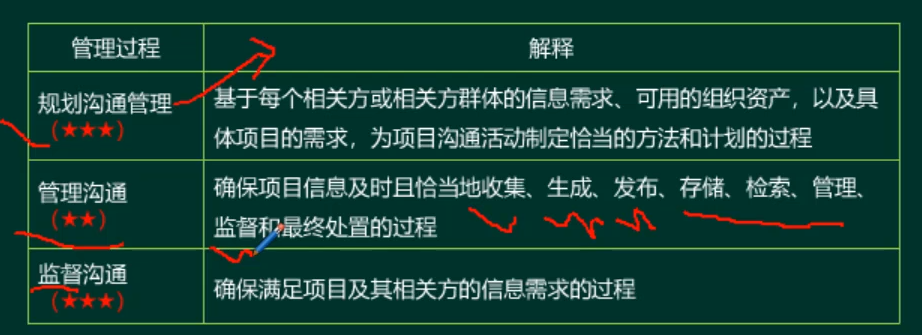 管理过程
解释
规划沟通管理
(★★★)
基于每个相关方或相关方群体的信息需求、可用的组织资产，以及具
体项目的需求，为项目沟通活动制定恰当的方法和计划的过程
管理沟通
(★★)
确保项目信息及时且恰当地收集、生成、发布、存储、检索、管理、
监督和最终处置的过程
监督沟通
(★★★)
确保满足项目及其相关方的信息需求的过程